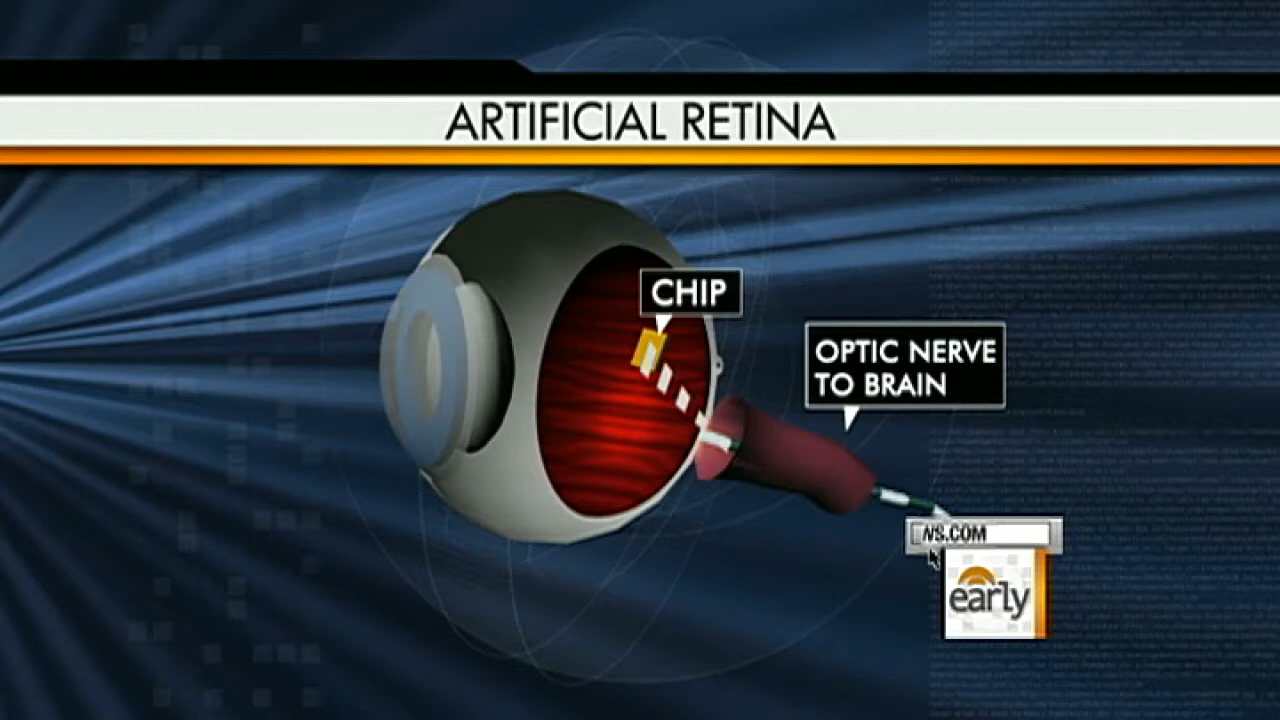 ARTIFICIAL RETINA
CHIP
OPTIC NERVE
TO BRAIN
WS.COM
early